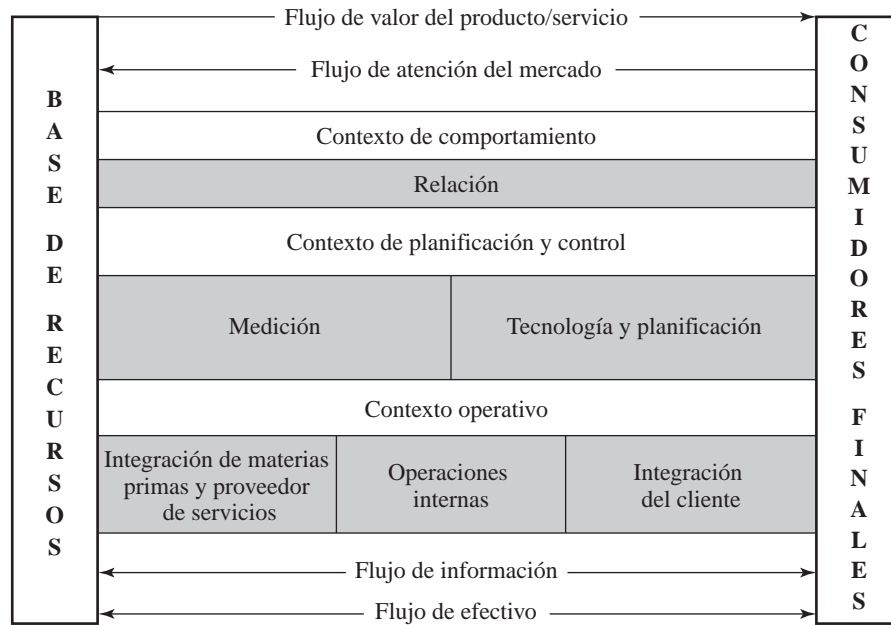 Flujo de valor del producto/servicio
Flujo de atención del mercado
BASE DE RECURSOS
CONSUMIDORES FINALES
Contexto de comportamiento
Relación
Contexto de planificación y control
Medición
Tecnología y planificación
Contexto operativo
Integración de materias
primas y proveedor
de servicios
Operaciones
internas
Integración
del cliente
Flujo de información
Flujo de efectivo